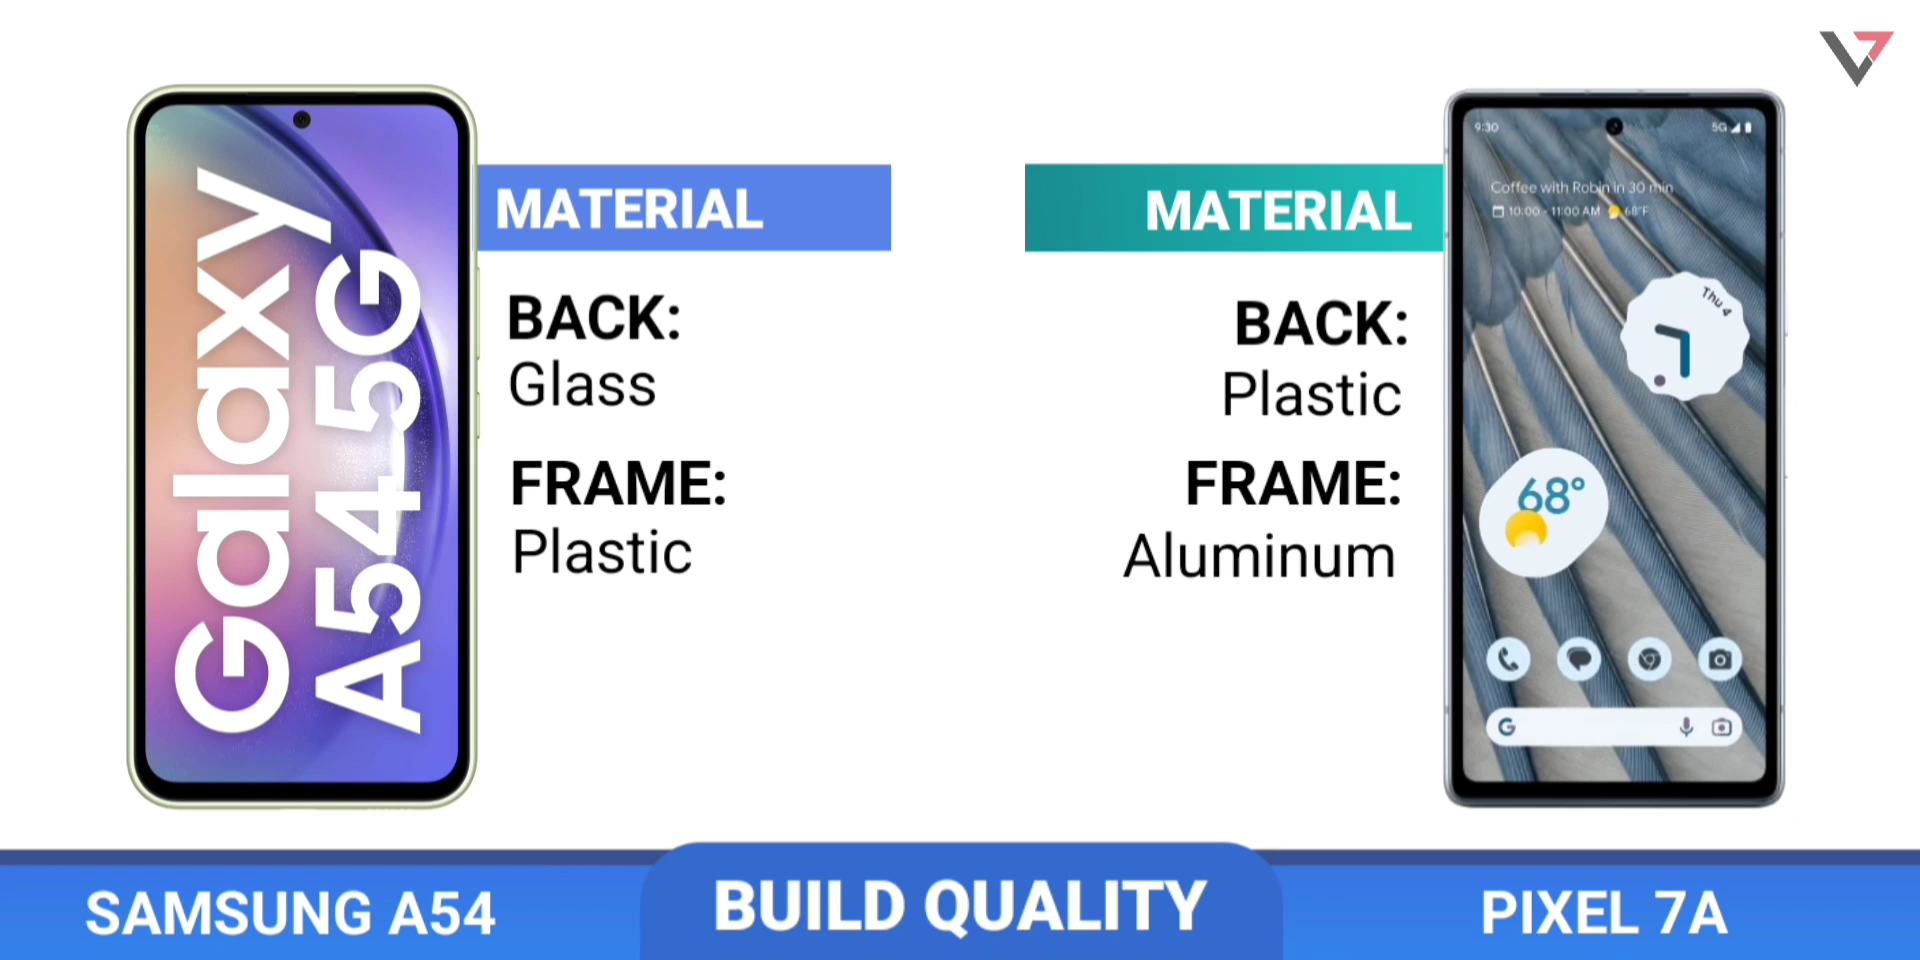 Galaxy
A54 5G
MATERIAL
BACK:
Glass
FRAME:
Plastic
MATERIAL
BACK:
Plastic
FRAME:
Aluminum
9:30
5G
Coffee with Robin in 30 min
10:00 - 11:00 AM 68°F
Thu 4
68°
G
SAMSUNG A54
BUILD QUALITY
PIXEL 7A